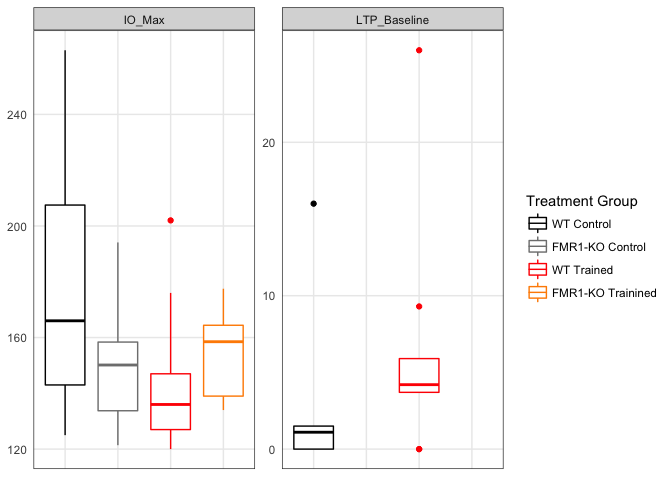 IO_Max
LTP_Baseline
240
200
160
120
20
10
0
Treatment Group
WT Control
FMR1-KO Control
WT Trained
FMR1-KO Trainined